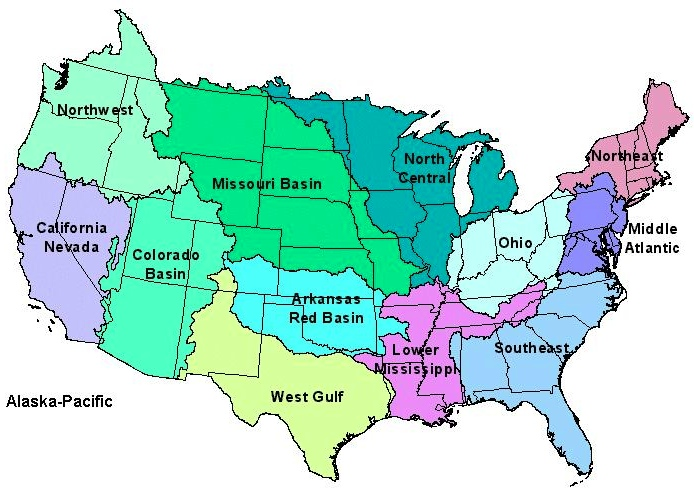 Northwest
Northeast
North
Central
Missouri Basin
California
Nevada
Colorado
Basin
Ohio
Middle
Atlantic
Arkansas
Red Basin
Lower
Mississippi
Southeast
West Gulf
Alaska-Pacific